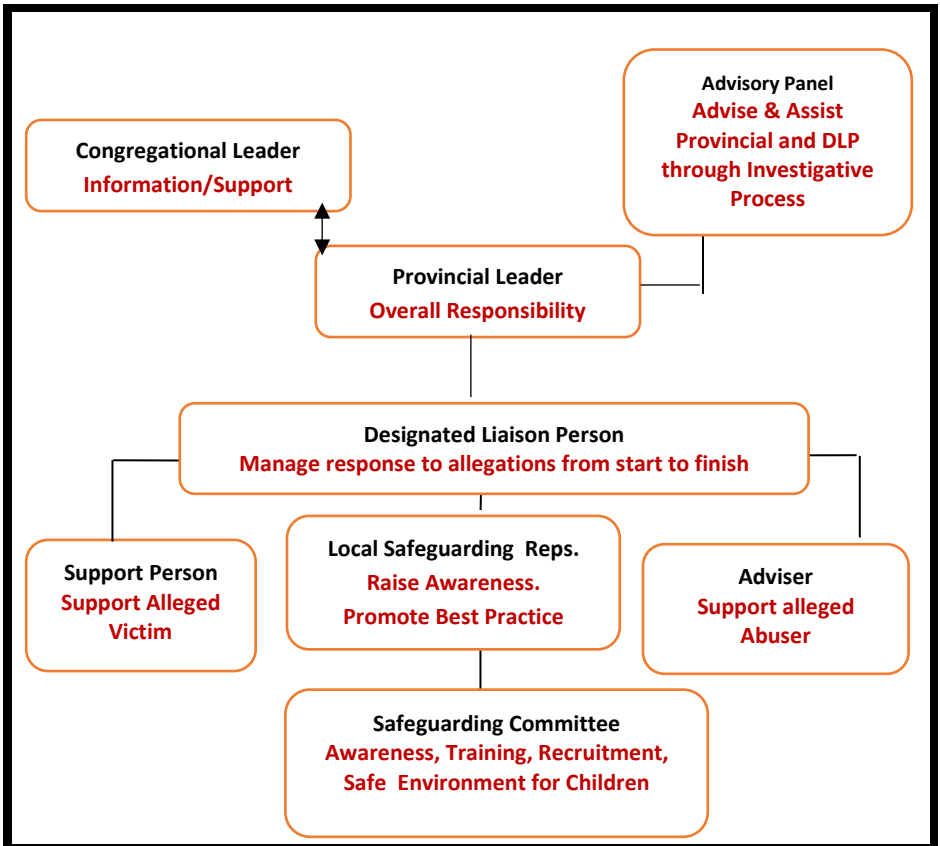 Advisory Panel
Advise & Assist
Provincial and DLP
through Investigative
Process
Congregational Leader
Information/Support
Provincial Leader
Overall Responsibility
Designated Liaison Person
Manage response to allegations from start to finish
Support Person
Support Alleged
Victim
Local Safeguarding  Reps.
Raise Awareness.
Promote Best Practice
Adviser
Support alleged
Abuser
Safeguarding Committee
Awareness, Training, Recruitment,
Safe  Environment for Children